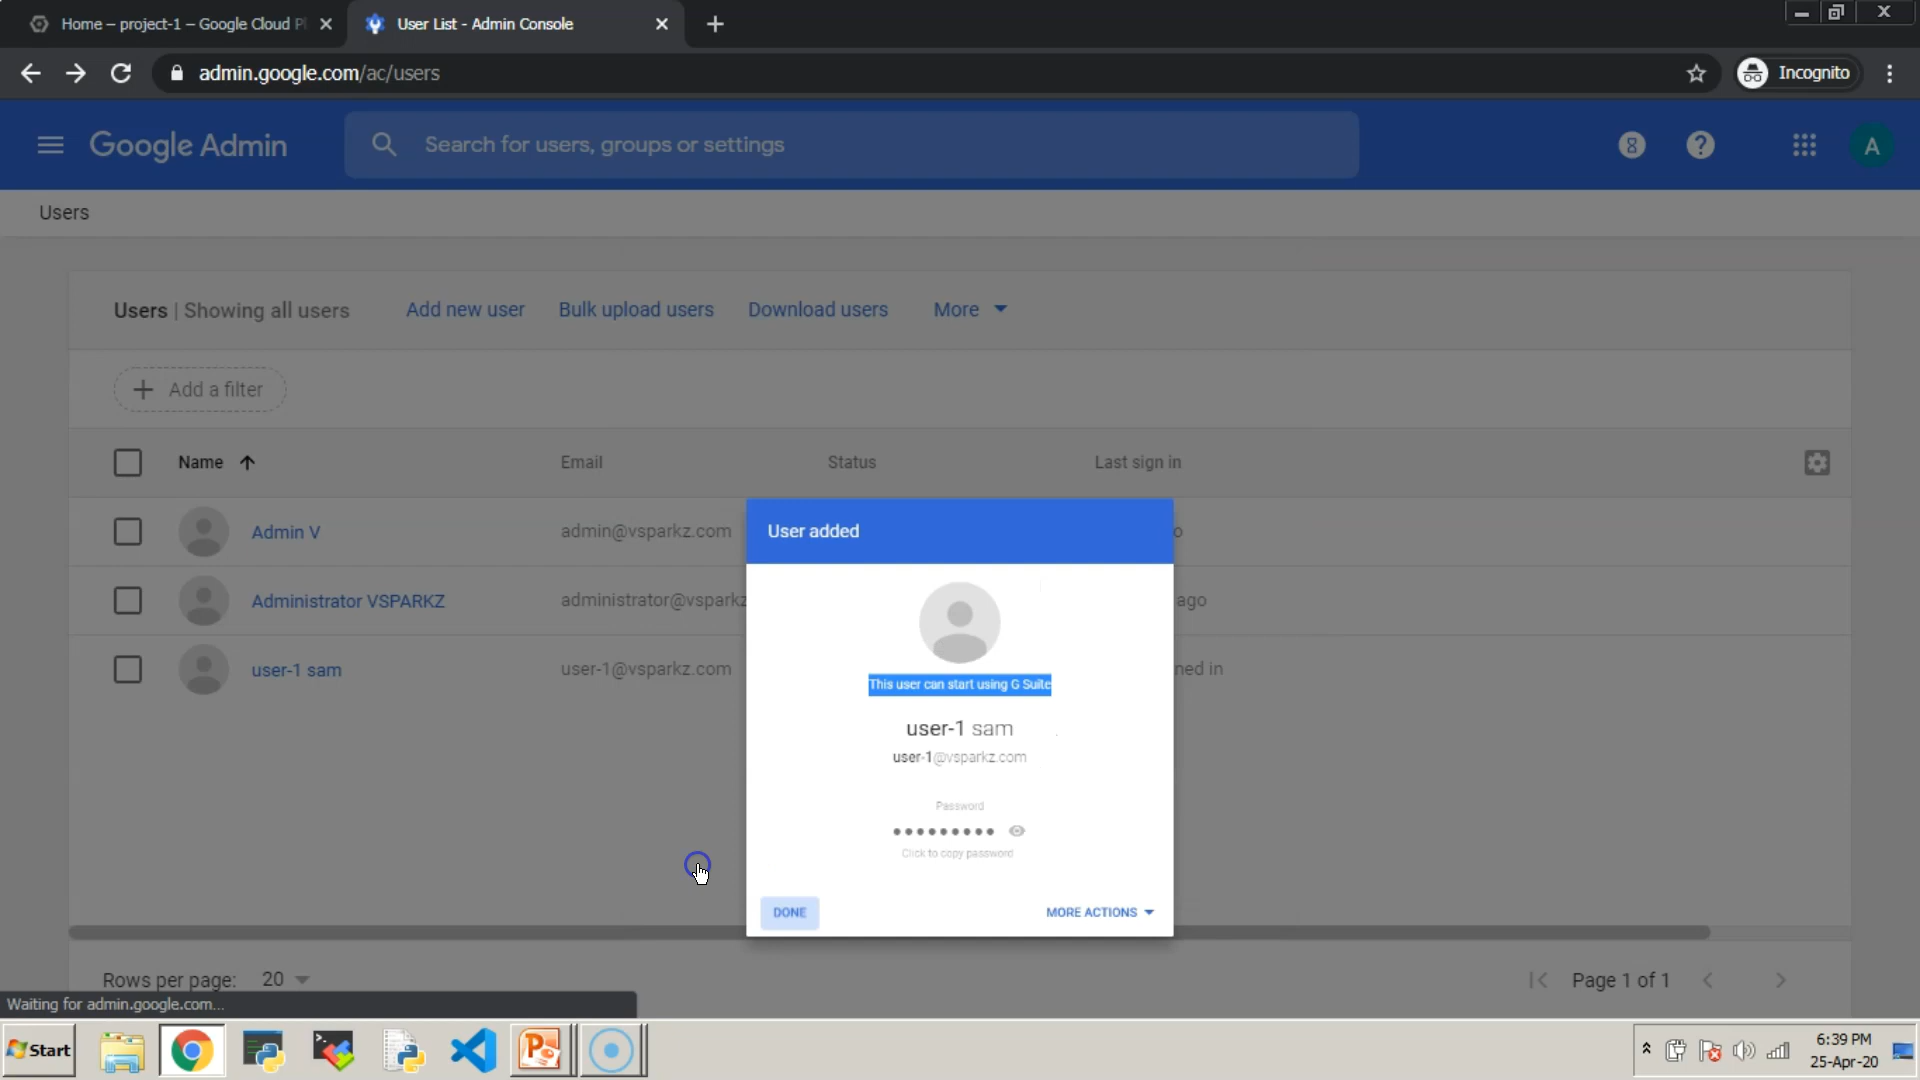 Home – project-1 – Google Cloud Pl
User List - Admin Console
admin.google.com/ac/users
Incognito
Google Admin
Search for users, groups or settings
8
?
A
Users
Users | Showing all users
Add new user
Bulk upload users
Download users
More
Add a filter
Name
Email
Status
Last sign in
Admin V
admin@vsparkz.com
o
Administrator VSPARKZ
administrator@vsparkz
ago
user-1 sam
user-1@vsparkz.com
ned in
User added
This user can start using G Suite
user-1 sam
user-1@vsparkz.com
Password
•••••••••
Click to copy password
DONE
MORE ACTIONS
Rows per page: 20
Page 1 of 1
Waiting for admin.google.com...
Start
6:39 PM
25-Apr-20